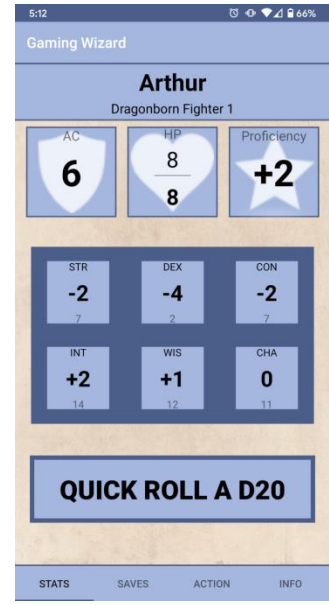 5:12 66%
Gaming Wizard
Arthur
Dragonborn Fighter 1
AC HP Proficiency
6 8 +2
8
STR DEX CON
-2 -4 -2
7 2 7
INT WIS CHA
+2 +1 0
14 12 11
QUICK ROLL A D20
STATS SAVES ACTION INFO